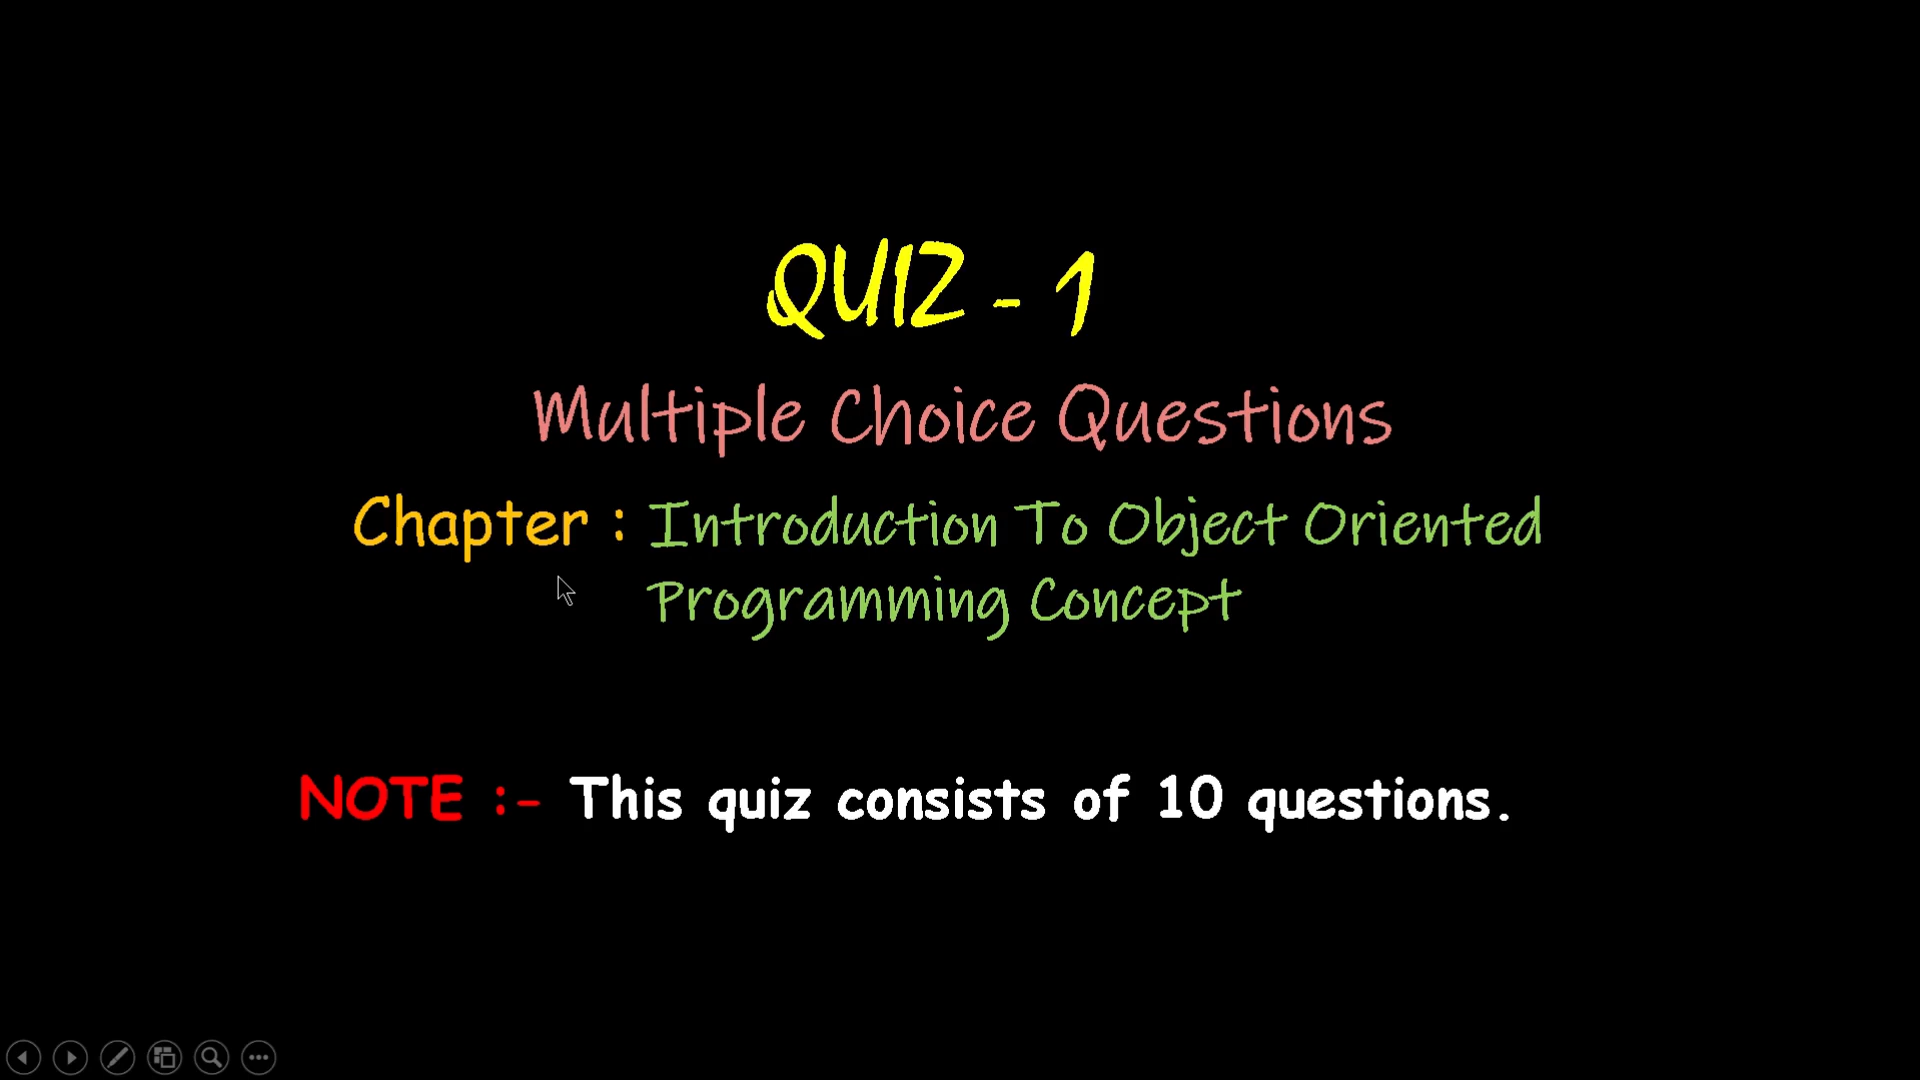 QUIZ - 1
Multiple Choice Questions
Chapter : Introduction To Object Oriented
Programming Concept
NOTE :- This quiz consists of 10 questions.